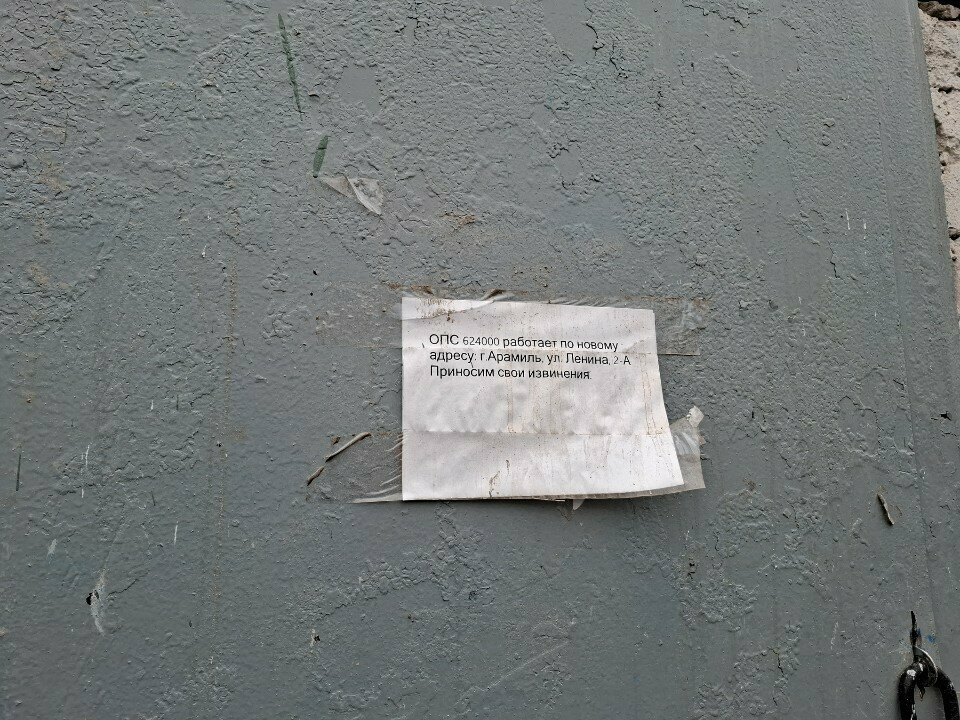 ОПС 624000 работает по новому
адресу: г.Арамиль, ул. Ленина, 2-А
Приносим свои извинения.